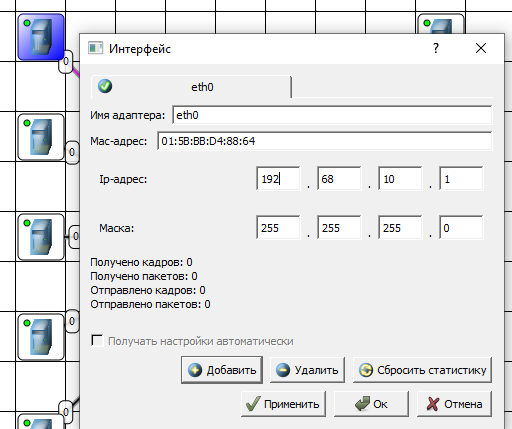 Интерфейс
?
eth0
Имя адаптера: eth0
Mac-адрес: 01:5B:BB:D4:88:64
Ip-адрес: 192 . 68 . 10 . 1
Маска: 255 . 255 . 255 . 0
Получено кадров: 0
Получено пакетов: 0
Отправлено кадров: 0
Отправлено пакетов: 0
Получать настройки автоматически
Добавить Удалить Сбросить статистику
Применить Ок Отмена
0
0
0
0
0